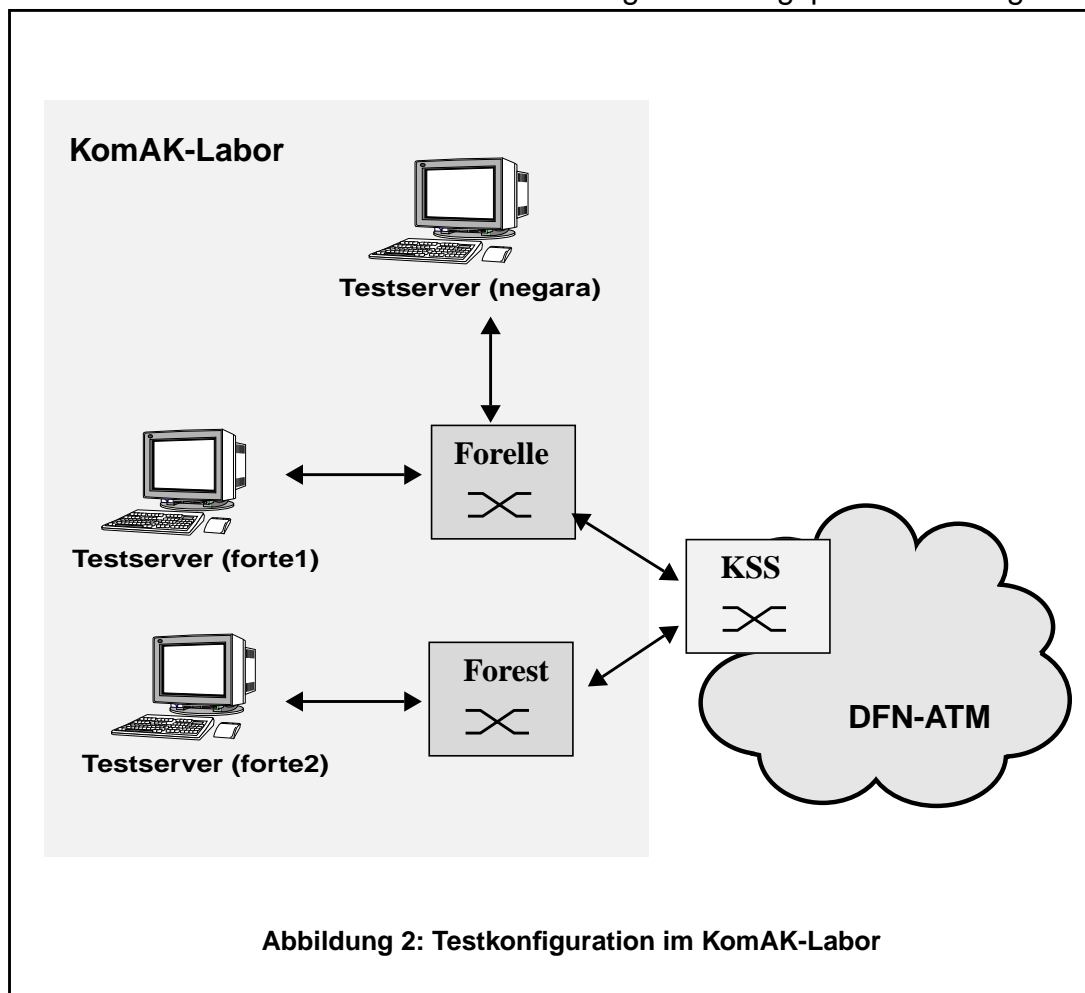 KomAK-Labor
Testserver (negara)
Forelle
Testserver (forte1)
KSS
Forest
DFN-ATM
Testserver (forte2)
Abbildung 2: Testkonfiguration im KomAK-Labor